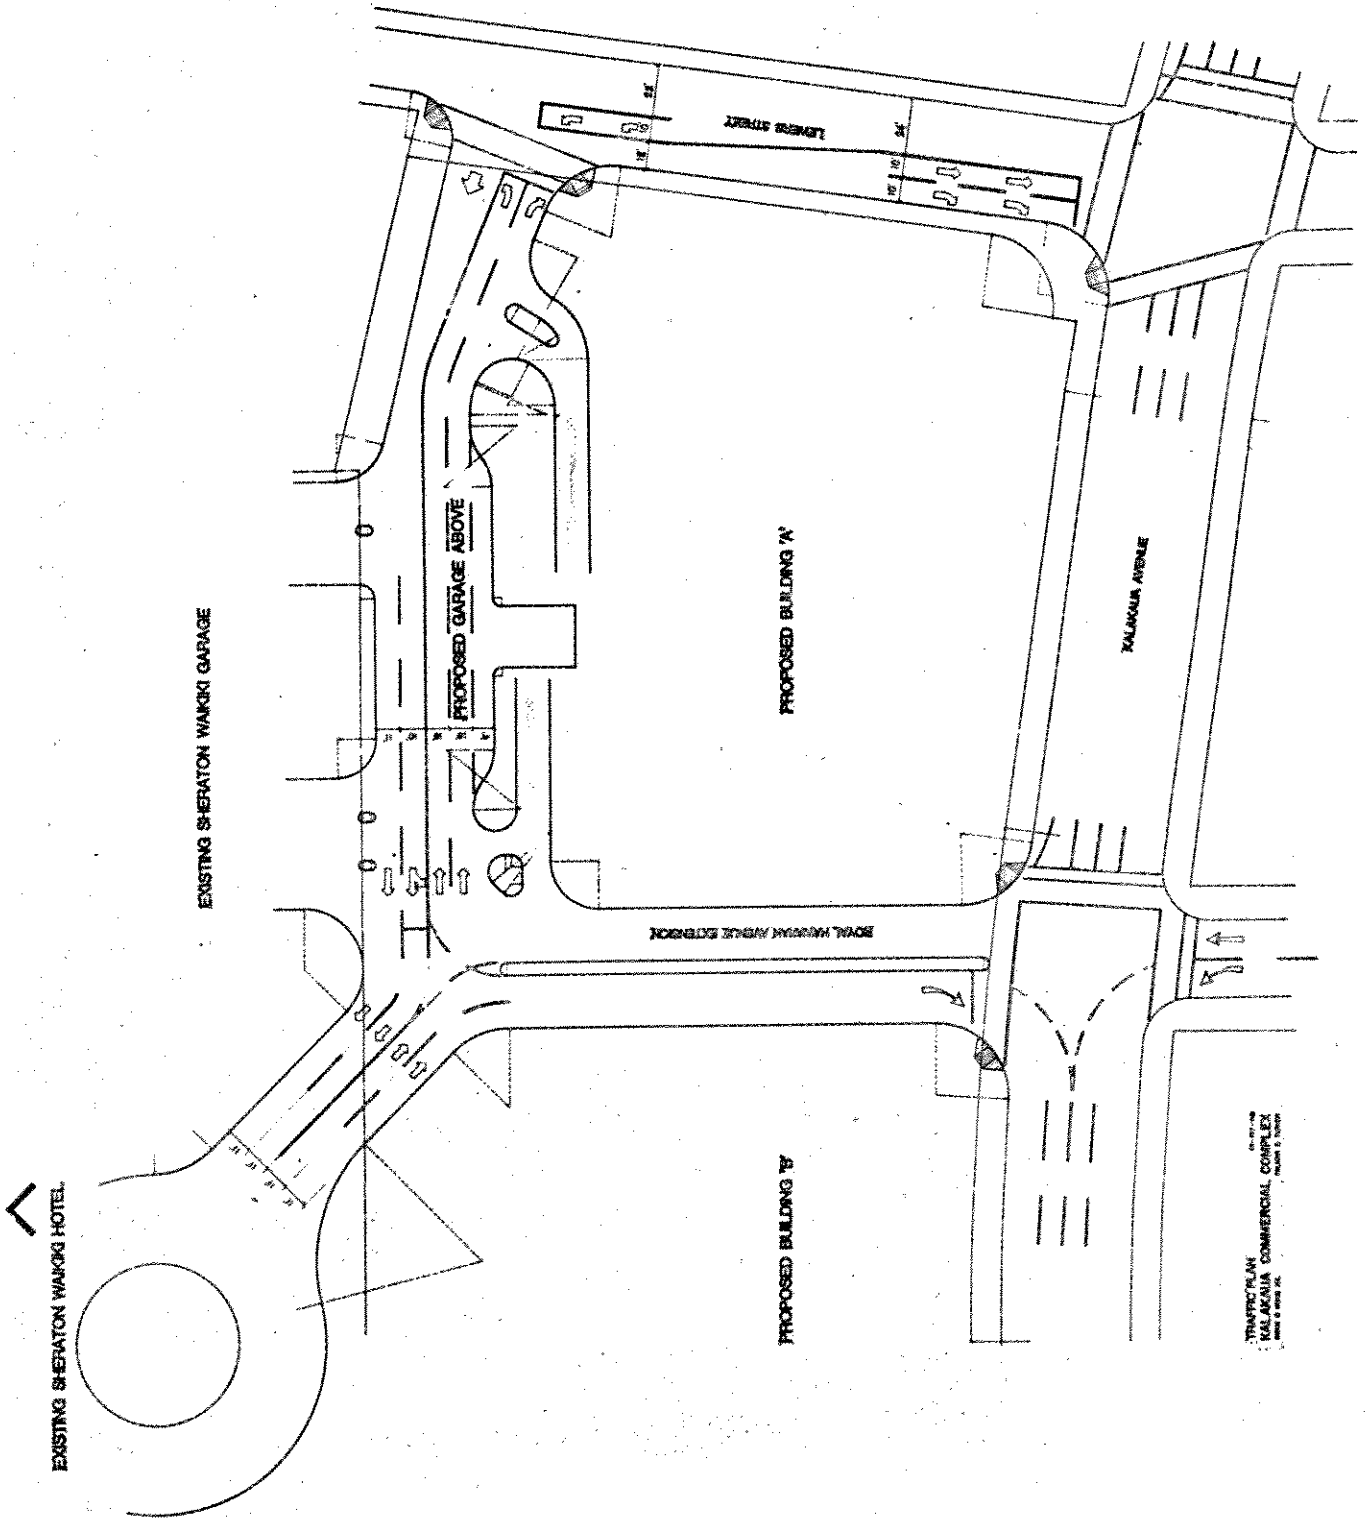 EXISTING SHERATON WAIKIKI HOTEL
EXISTING SHERATON WAIKIKI GARAGE
PROPOSED GARAGE ABOVE
LEWERS STREET
ROYAL HAWAIIAN AVENUE EXTENSION
PROPOSED BUILDING 'A'
PROPOSED BUILDING 'B'
KALAKAUA AVENUE
TRAFFIC PLAN
KALAKAUA COMMERCIAL COMPLEX